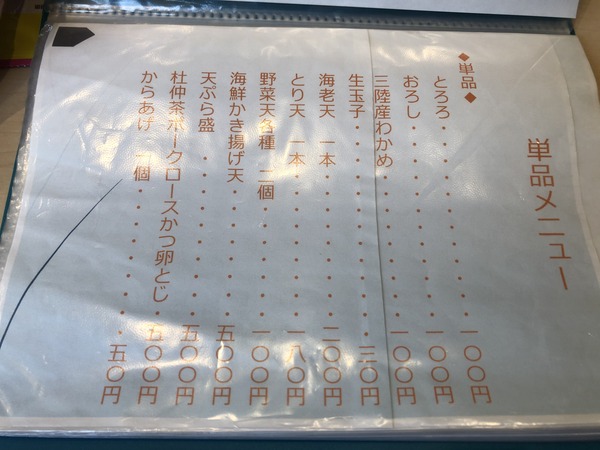 単品メニュー
◆単品◆
とろろ・・・・・・・・・・一〇〇円
おろし・・・・・・・・・・一〇〇円
三陸産わかめ・・・・・・・一〇〇円
生玉子・・・・・・・・・・・三〇円
海老天 一本・・・・・・・二〇〇円
とり天 一本・・・・・・・一八〇円
野菜天各種 一個・・・・・一〇〇円
海鮮かき揚げ天・・・・・・五〇〇円
天ぷら盛・・・・・・・・・五〇〇円
杜仲茶ポークロースかつ卵とじ・五〇〇円
からあげ 一個・・・・・・・五〇円